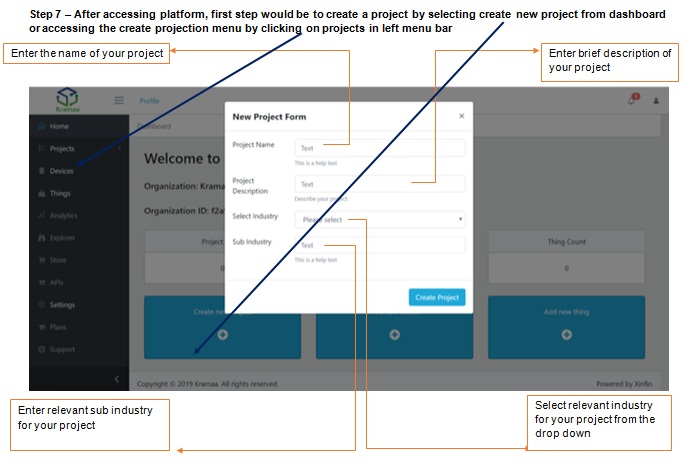 Step 7 – After accessing platform, first step would be to create a project by selecting create new project from dashboard
or accessing the create projection menu by clicking on projects in left menu bar
Enter the name of your project
Enter brief description of
your project
Kramaa
Profile
Home
Projects
Devices
Things
Analytics
Explorer
Store
APIs
Settings
Plans
Support
Dashboard
Welcome to
Organization: Krama
Organization ID: f2a
Project
0
Thing Count
0
Create new
Add new thing
New Project Form
×
Project Name
Text
This is a help text
Project
Description
Text
Describe your project
Select Industry
Please select
Sub Industry
Text
This is a help text
Create Project
Copyright © 2019 Kramaa. All rights reserved.
Powered by Xinfin
Enter relevant sub industry
for your project
Select relevant industry
for your project from the
drop down